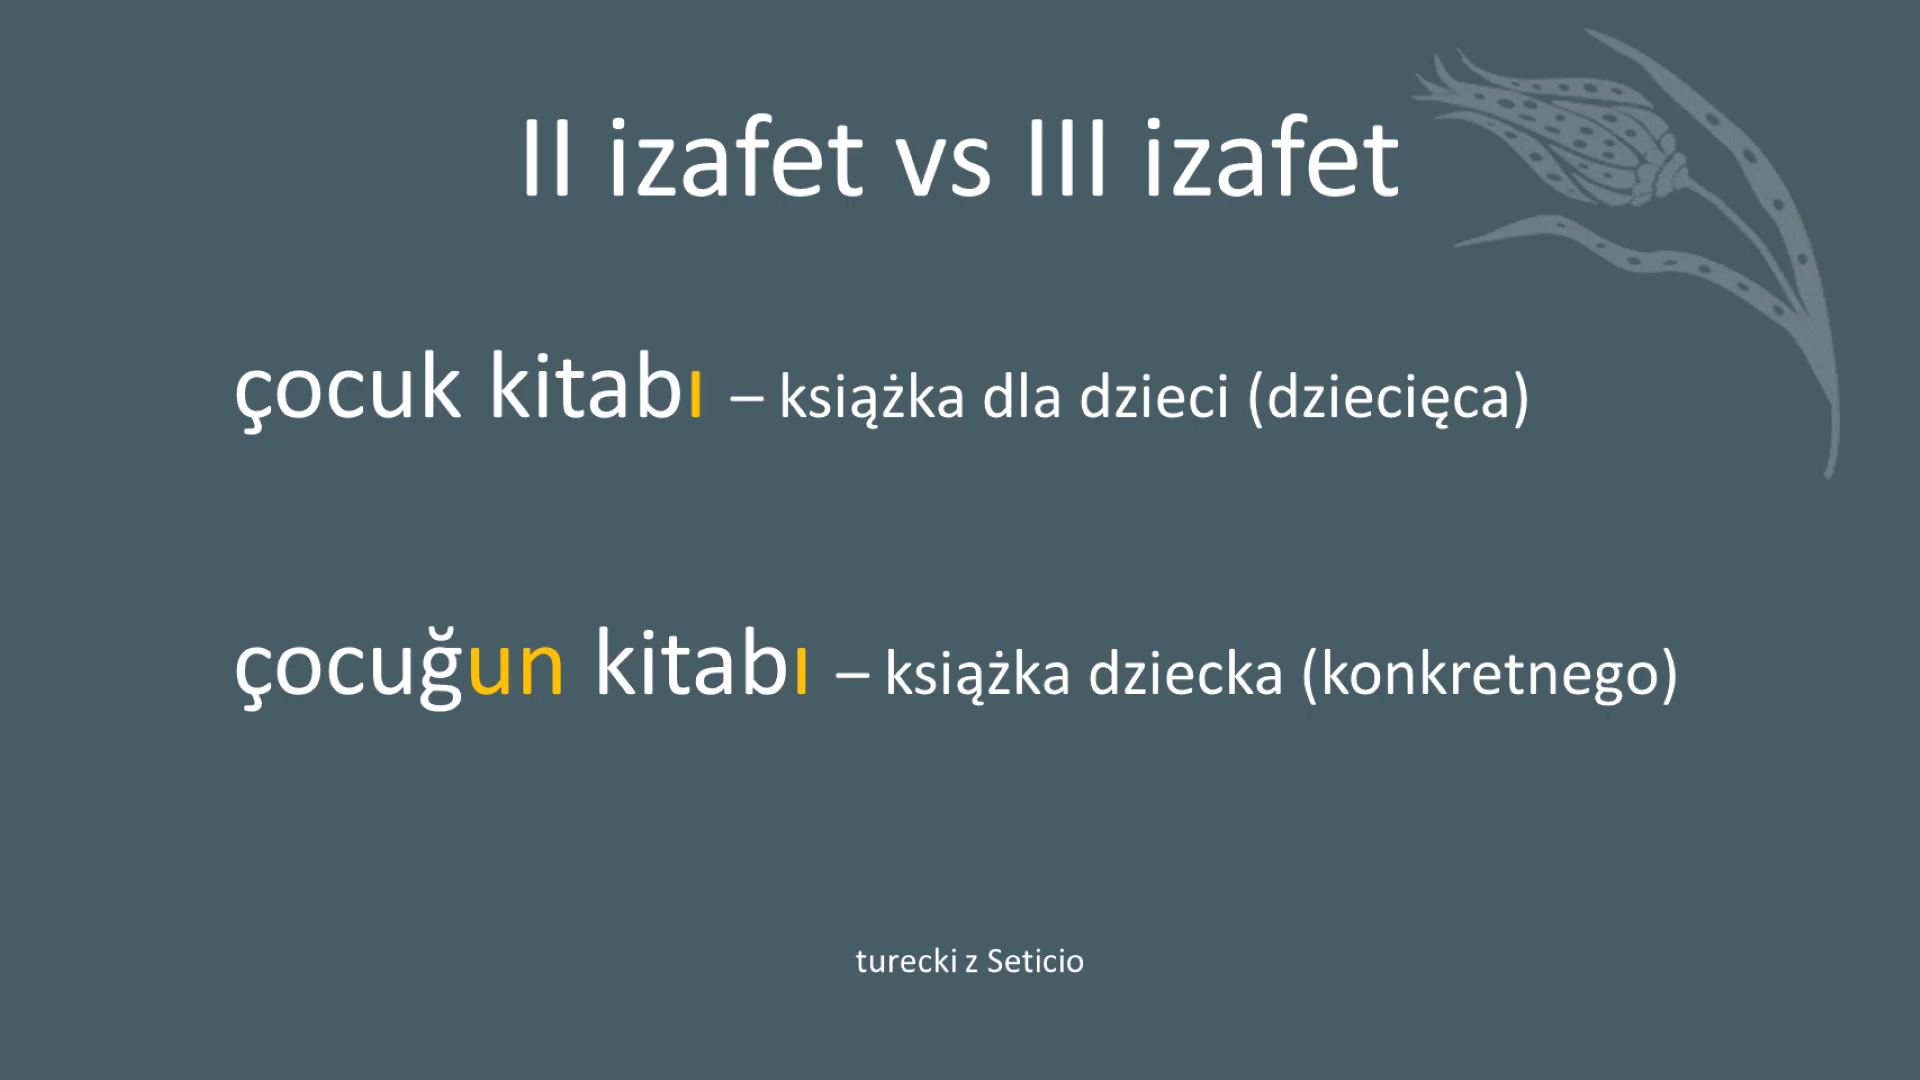 II izafet vs III izafet
çocuk kitabı – książka dla dzieci (dziecięca)
çocuğun kitabı – książka dziecka (konkretnego)
turecki z Seticio